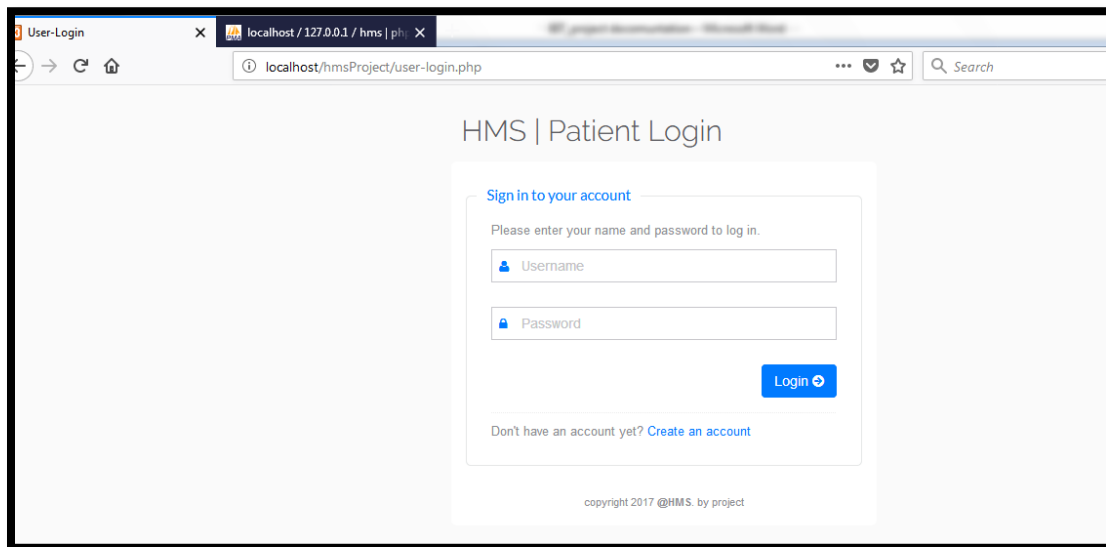 User-Login
localhost / 127.0.0.1 / hms | ph
localhost/hmsProject/user-login.php
Search
HMS | Patient Login
Sign in to your account
Please enter your name and password to log in.
Username
Password
Login
Don't have an account yet? Create an account
copyright 2017 @HMS. by project